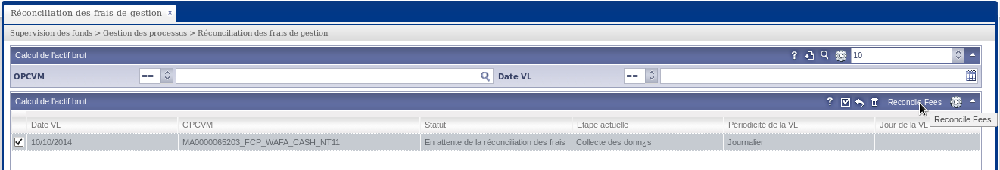 Réconciliation des frais de gestion ×
Supervision des fonds > Gestion des processus > Réconciliation des frais de gestion
Calcul de l'actif brut ? 10
OPCVM == Date VL ==
Calcul de l'actif brut ? Reconcile Fees
Reconcile Fees
Date VL OPCVM Statut Etape actuelle Périodicité de la VL Jour de la VL
10/10/2014 MA0000065203_FCP_WAFA_CASH_NT11 En attente de la réconciliation des frais Collecte des donn¿s Journalier